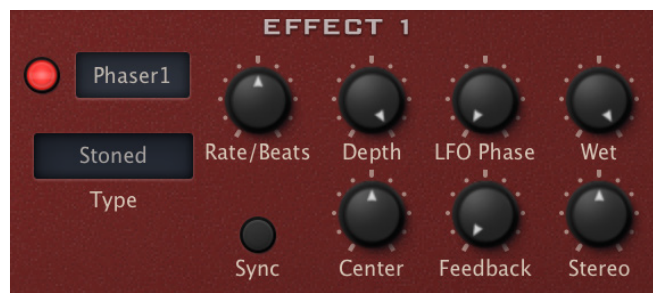 EFFECT 1
Phaser1
Stoned
Type
Rate/Beats
Depth
LFO Phase
Wet
Sync
Center
Feedback
Stereo